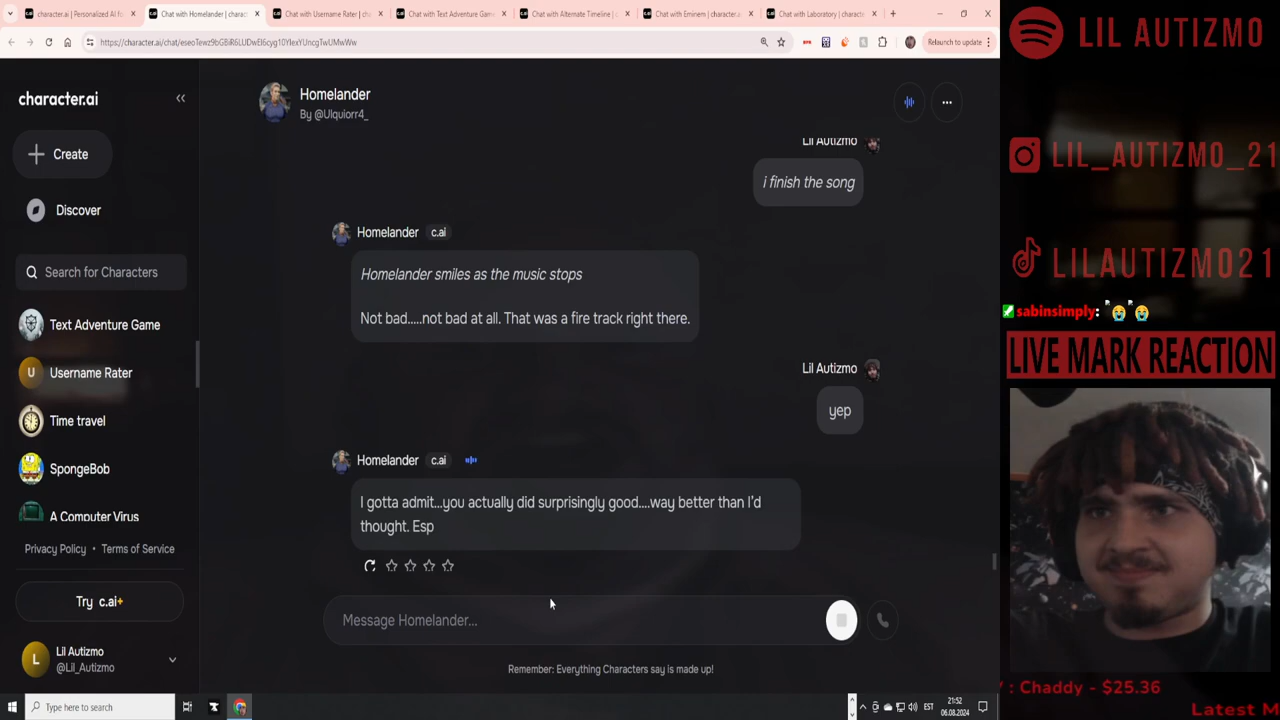 character.ai | Personalized AI fo
Chat with Homelander | charac
Chat with Username Rater | cha
Chat with Text Adventure Game
Chat with Alternate Timeline | c
Chat with Eminem | character.a
Chat with Laboratory | characte
Relaunch to update
character.ai
Create
Discover
Search for Characters
Text Adventure Game
U Username Rater
Time travel
SpongeBob
A Computer Virus
Privacy Policy • Terms of Service
Try c.ai+
L Lil Autizmo
@Lil_Autizmo
Homelander
By @Ulquiorr4_
Lil Autizmo
i finish the song
Homelander c.ai
Homelander smiles as the music stops
Not bad.....not bad at all. That was a fire track right there.
Lil Autizmo
yep
Homelander c.ai
I gotta admit...you actually did surprisingly good....way better than I'd
thought. Esp
Message Homelander...
Remember: Everything Characters say is made up!
Type here to search
EST
21:52
06.08.2024
LIL AUTIZMO
LIL_AUTIZMO_21
LILAUTIZMO21
sabinsimply:
LIVE MARK REACTION
: Chaddy - $25.36
Latest M